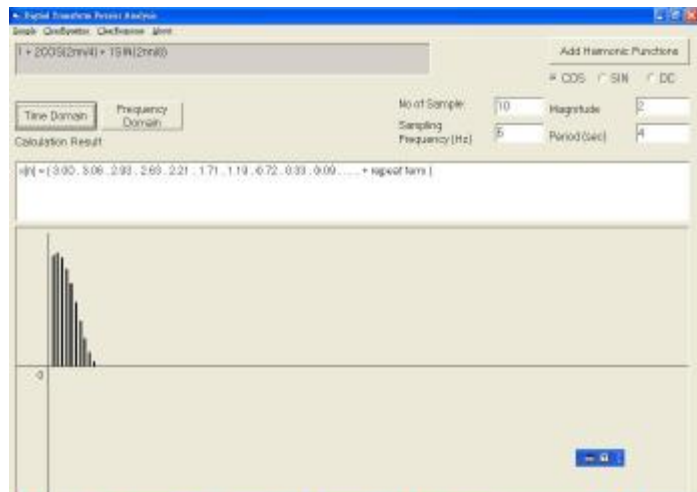 Digital Transform Process Analysis
1 + 2COS(2πn/4) + 1SIN(2πn/8)
Add Harmonic Functions
COS SIN DC
No of Sample: 10 Magnitude 2
Time Domain Frequency Domain
Sampling Frequency (Hz) Period (sec) 4
Calculation Result
x[n] = { 3.00 , 3.06 , 2.93 , 2.63 , 2.21 , 1.71 , 1.19 , 0.72 , 0.33 , 0.09 , ...... + repeat term }
-3